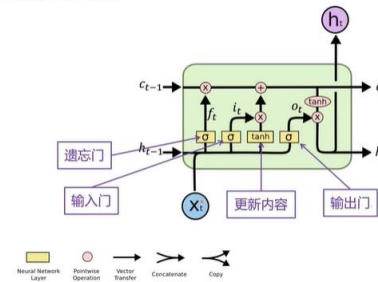 hₜ
cₜ₋₁
x
+
c
tanh
fₜ
iₜ
oₜ
x
x
hₜ₋₁
σ
σ
tanh
σ
h
遗忘门
输入门
Xₜ
更新内容
输出门
Neural Network Layer
Pointwise Operation
Vector Transfer
Concatenate
Copy